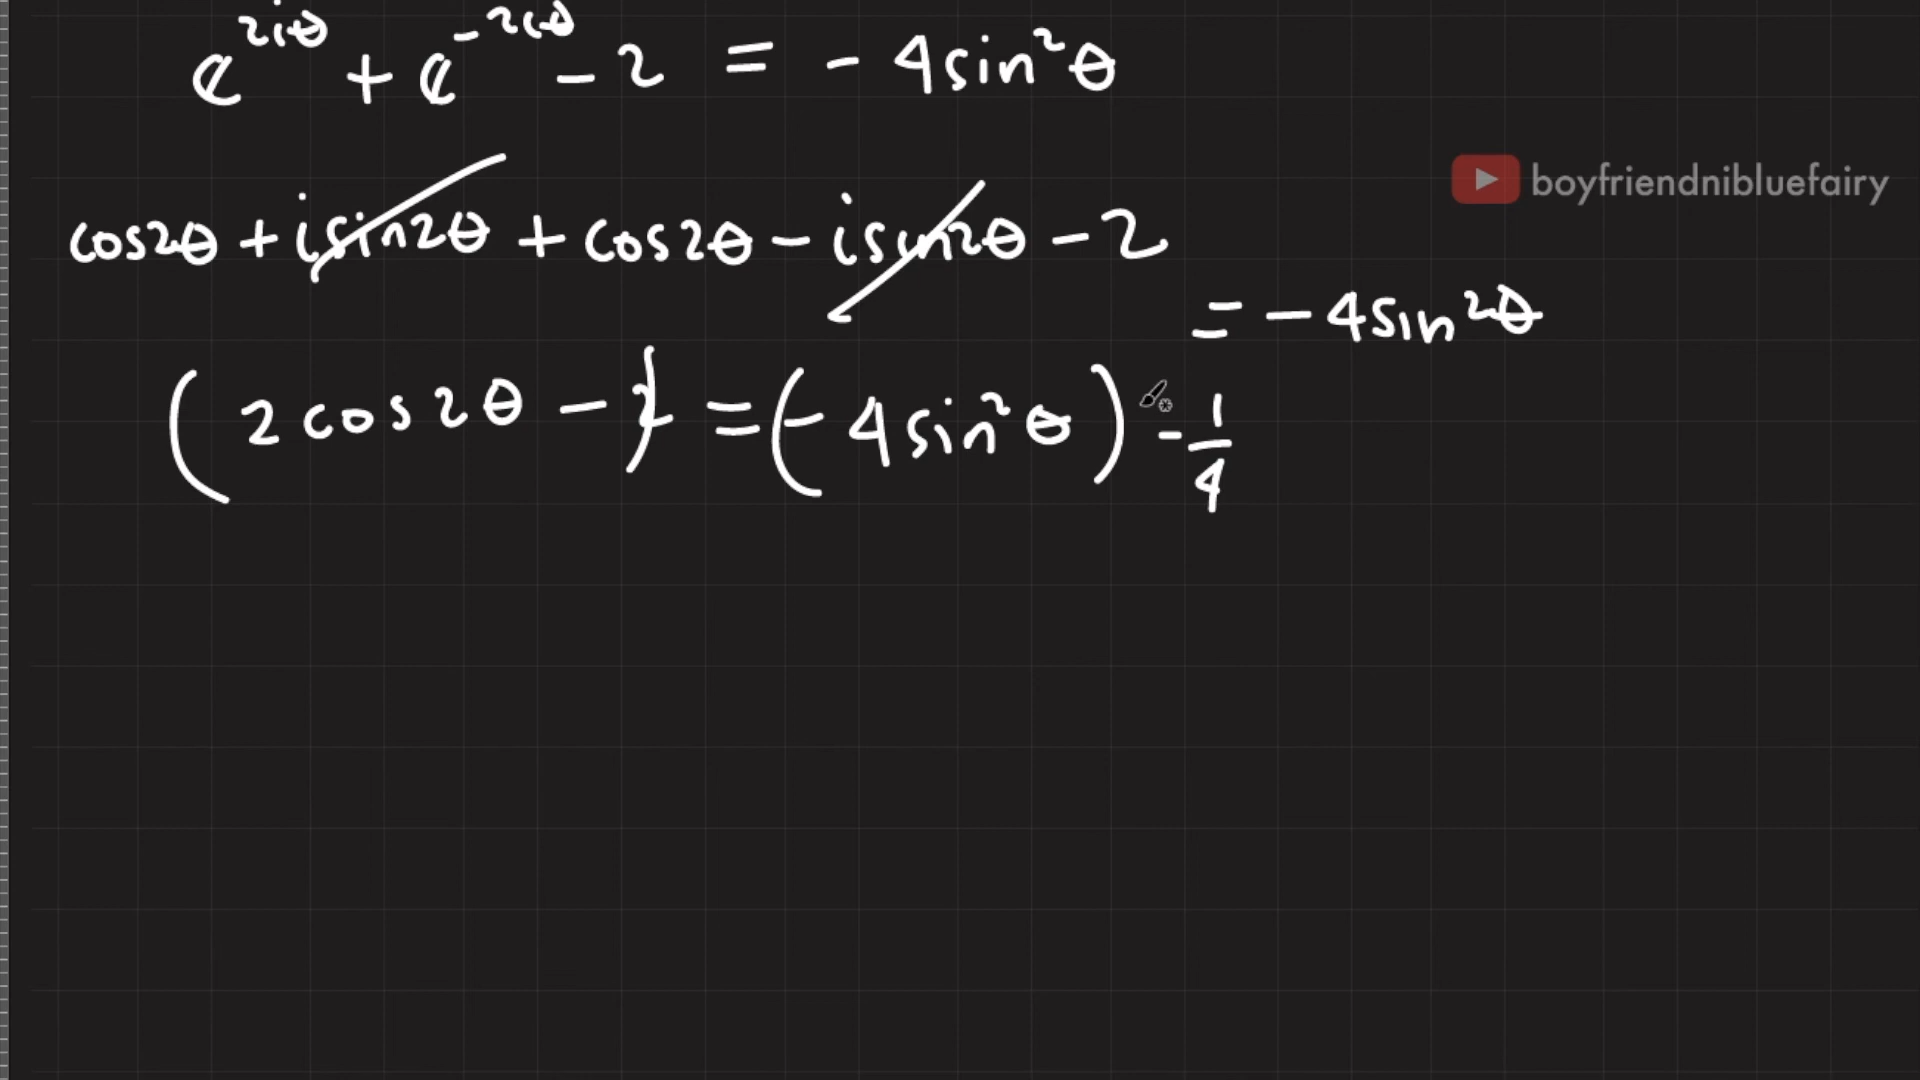 e^{2iθ} + e^{-2iθ} - 2 = - 4sin²θ
boyfriendnibluefairy
cos2θ + isin2θ + cos2θ - isin2θ - 2
= - 4sin²θ
(2cos2θ - 2) = (- 4sin²θ) - 1/4